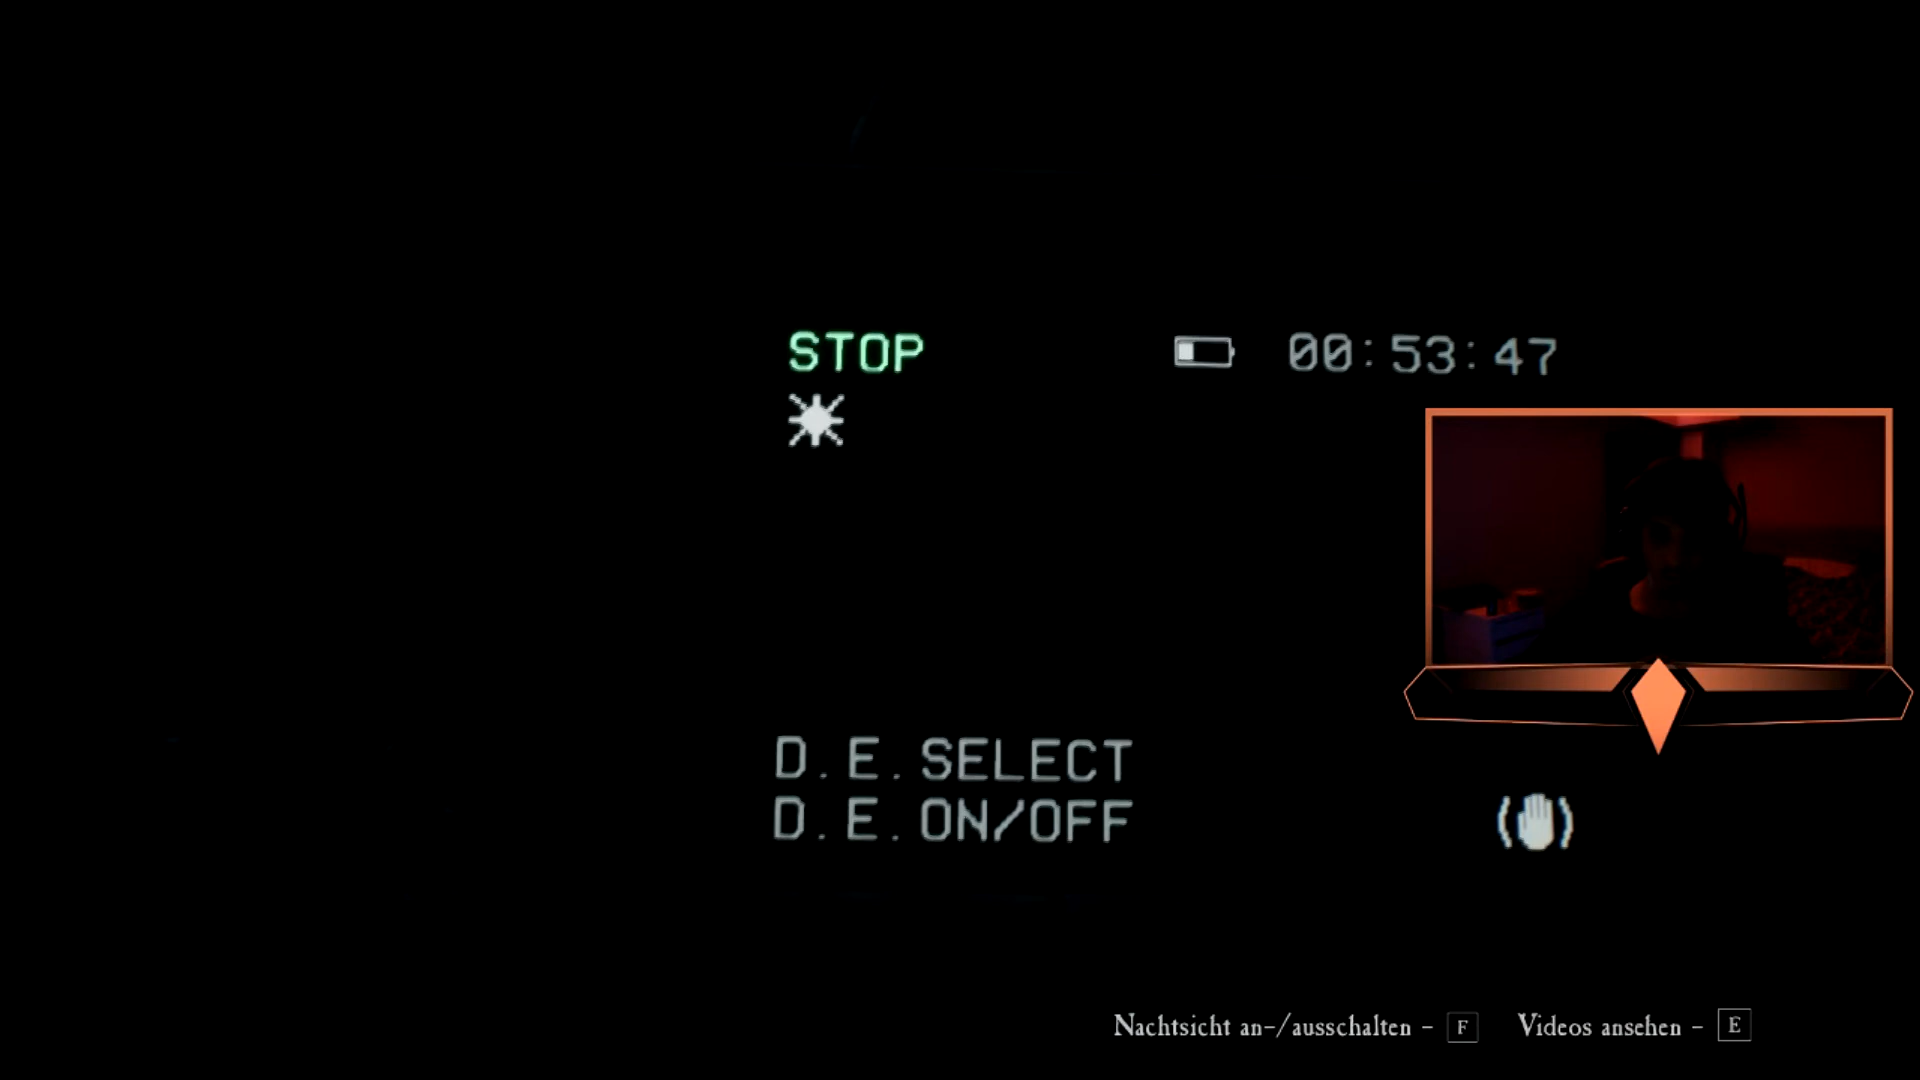 STOP
00:53:47
D.E.SELECT
D.E.ON/OFF
Nachtsicht an-/ausschalten - F
Videos ansehen - E